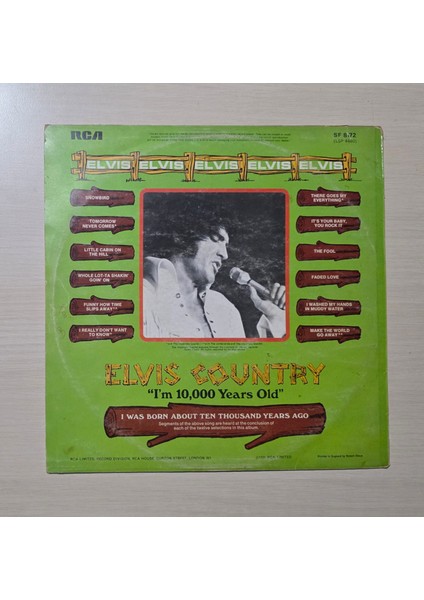 RCA
ELVIS ELVIS ELVIS ELVIS ELVIS
SNOWBIRD
"TOMORROW
NEVER COMES"
LITTLE CABIN ON
THE HILL
WHOLE LOT-TA SHAKIN'
GOIN' ON
FUNNY HOW TIME
SLIPS AWAY
I REALLY DON'T WANT
TO KNOW
THERE GOES MY
EVERYTHING
IT'S YOUR BABY,
YOU ROCK IT
THE FOOL
FADED LOVE
I WASHED MY HANDS
IN MUDDY WATER
MAKE THE WORLD
GO AWAY
ELVIS COUNTRY
"I'm 10,000 Years Old"
I WAS BORN ABOUT TEN THOUSAND YEARS AGO
Segments of the above song are heard at the conclusion of
each of the twelve selections in this album.